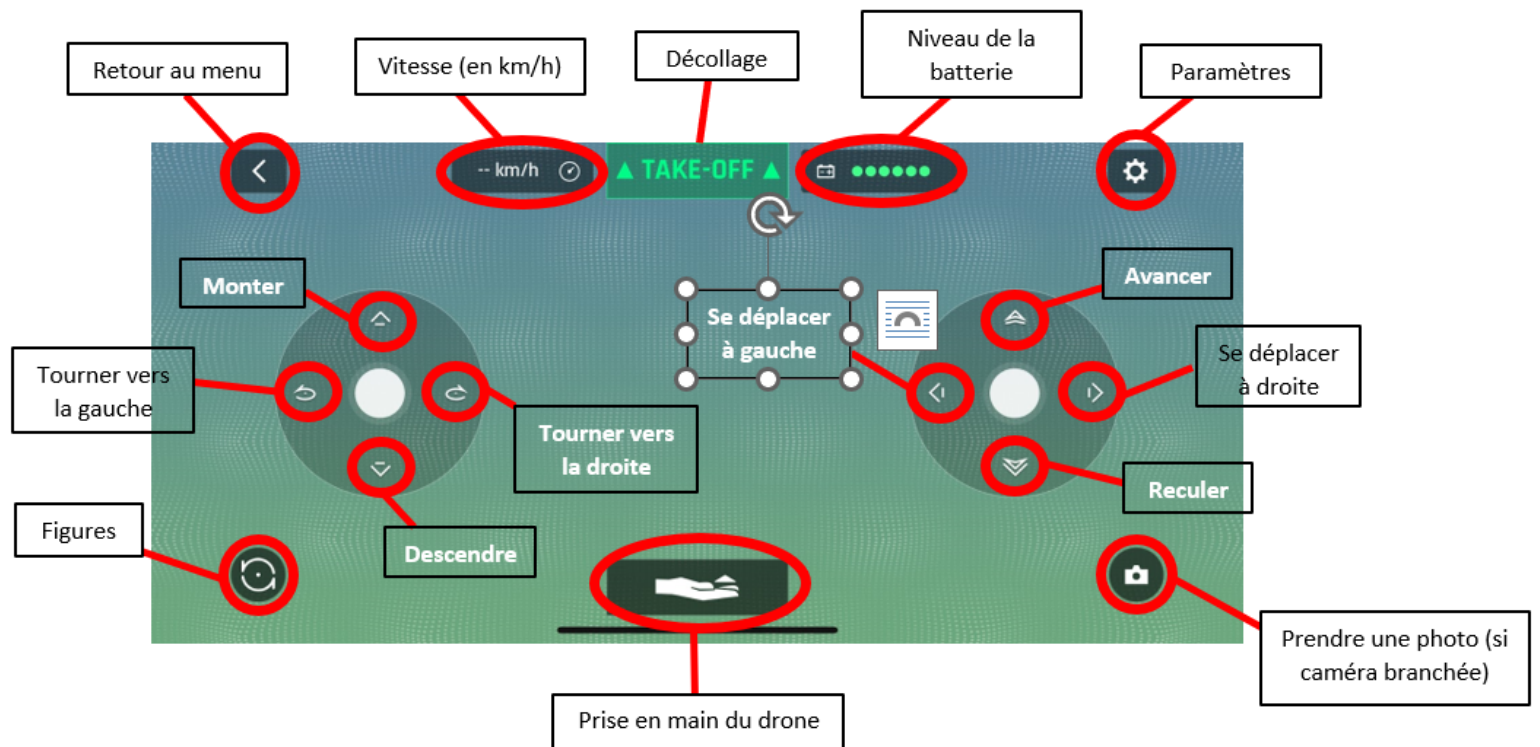 Retour au menu
Vitesse (en km/h)
Décollage
Niveau de la
batterie
Paramètres
-- km/h
▲ TAKE-OFF ▲
Monter
Se déplacer
à gauche
Avancer
Tourner vers
la gauche
Se déplacer
à droite
Tourner vers
la droite
Reculer
Figures
Descendre
Prendre une photo (si
caméra branchée)
Prise en main du drone